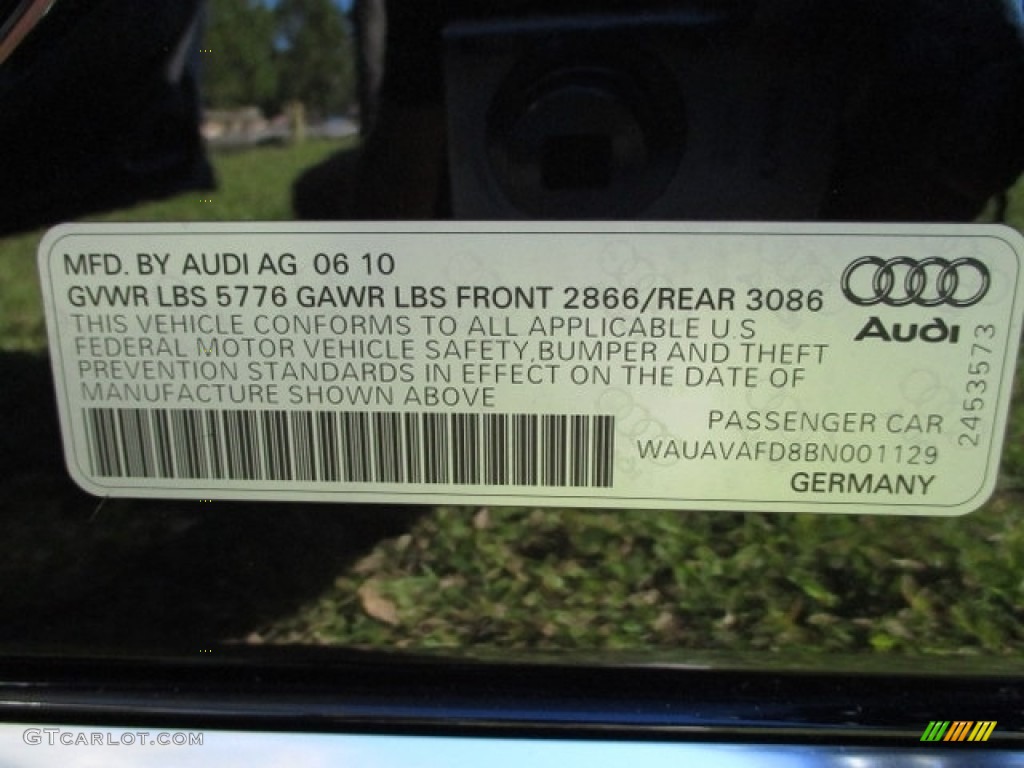 MFD. BY AUDI AG 06 10
GVWR LBS 5776 GAWR LBS FRONT 2866/REAR 3086
THIS VEHICLE CONFORMS TO ALL APPLICABLE U.S
FEDERAL MOTOR VEHICLE SAFETY,BUMPER AND THEFT
PREVENTION STANDARDS IN EFFECT ON THE DATE OF
MANUFACTURE SHOWN ABOVE
Audi
2453573
PASSENGER CAR
WAUAVAFD8BN001129
GERMANY
GTCARLOT.COM